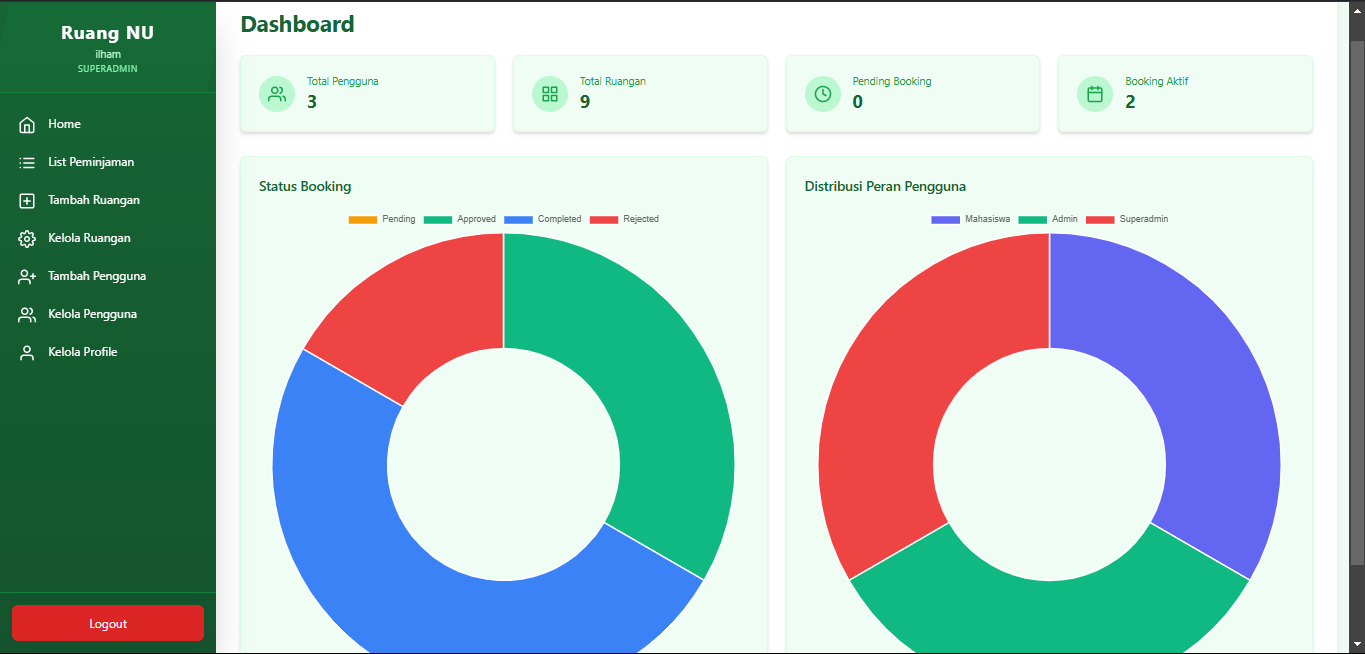 Ruang NU
ilham
SUPERADMIN
Home
List Peminjaman
Tambah Ruangan
Kelola Ruangan
Tambah Pengguna
Kelola Pengguna
Kelola Profile
Logout
Dashboard
Total Pengguna
3
Total Ruangan
9
Pending Booking
0
Booking Aktif
2
Status Booking
Pending Approved Completed Rejected
Distribusi Peran Pengguna
Mahasiswa Admin Superadmin